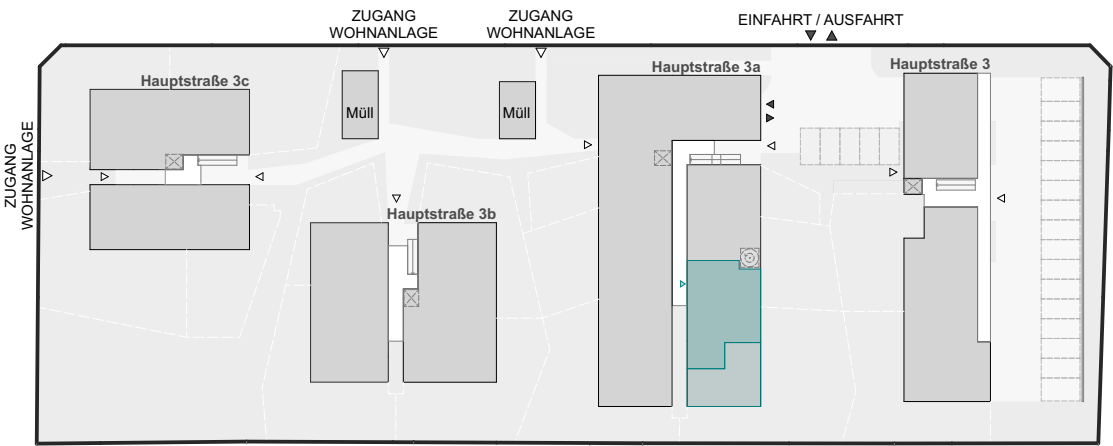 ZUGANG
WOHNANLAGE
ZUGANG
WOHNANLAGE
EINFAHRT / AUSFAHRT
Hauptstraße 3c
Müll
Müll
Hauptstraße 3a
Hauptstraße 3
ZUGANG
WOHNANLAGE
Hauptstraße 3b